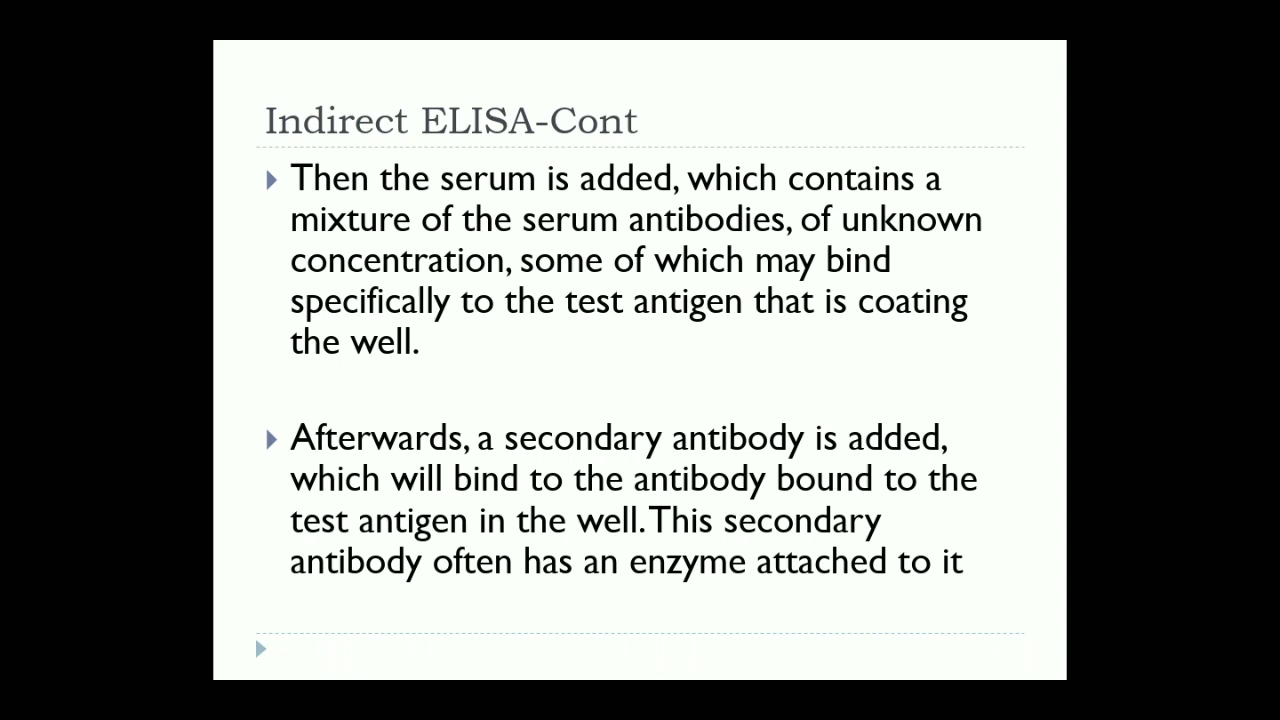 Indirect ELISA-Cont
Then the serum is added, which contains a
mixture of the serum antibodies, of unknown
concentration, some of which may bind
specifically to the test antigen that is coating
the well.
Afterwards, a secondary antibody is added,
which will bind to the antibody bound to the
test antigen in the well. This secondary
antibody often has an enzyme attached to it